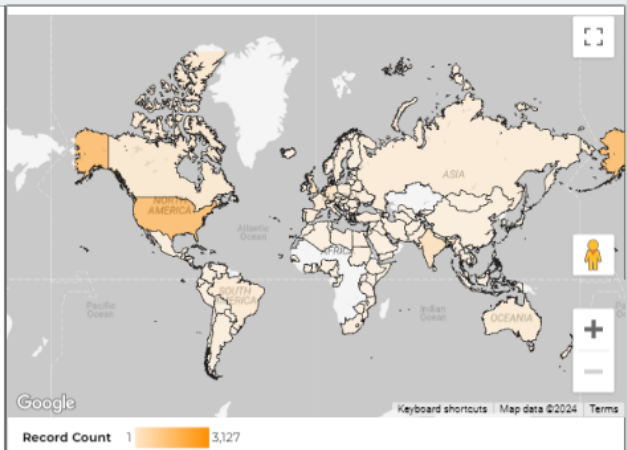 ASIA
NORTH
AMERICA
Atlantic
Ocean
AFRICA
SOUTH
AMERICA
Pacific
Ocean
Indian
Ocean
OCEANIA
Google
Keyboard shortcuts Map data ©2024 Terms
Record Count 1 3,127